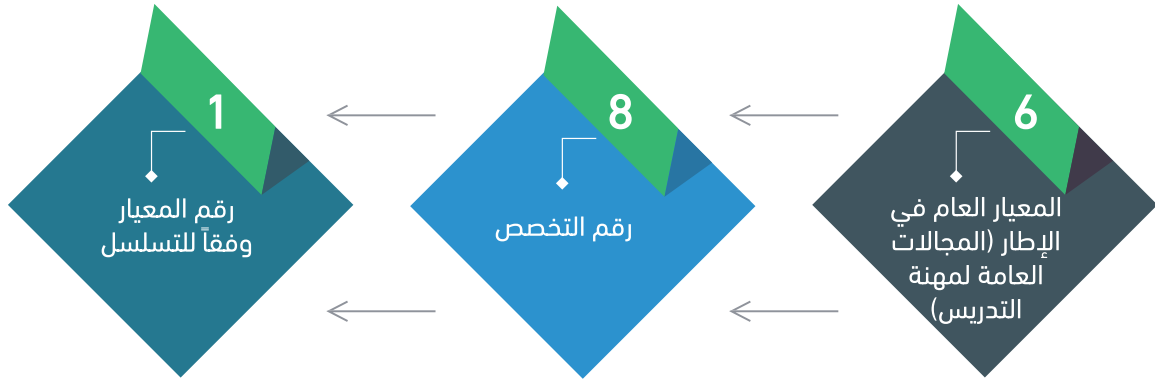 6
المعيار العام في
الإطار (المجالات
العامة لمهنة
التدريس)
8
رقم التخصص
1
رقم المعيار
وفقاً للتسلسل